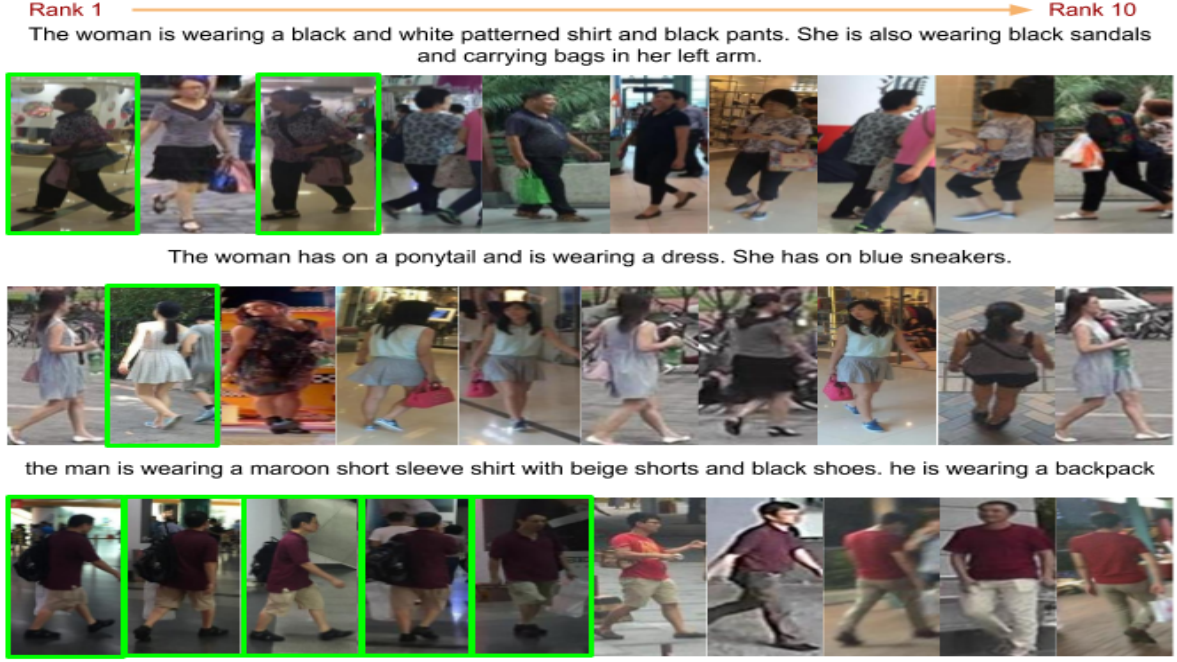 Rank 1 Rank 10
The woman is wearing a black and white patterned shirt and black pants. She is also wearing black sandals
and carrying bags in her left arm.
The woman has on a ponytail and is wearing a dress. She has on blue sneakers.
the man is wearing a maroon short sleeve shirt with beige shorts and black shoes. he is wearing a backpack